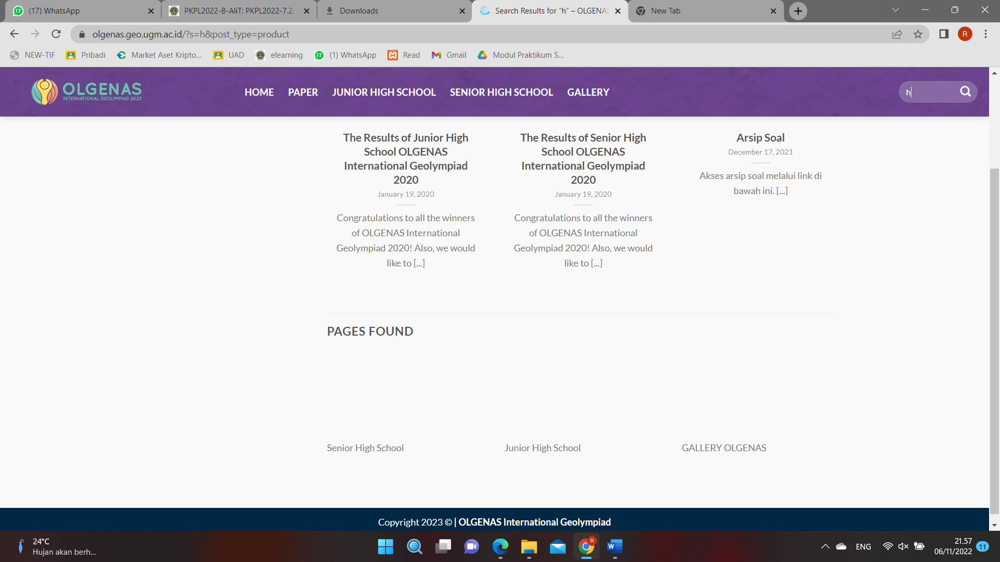 (17) WhatsApp
PKPL2022-B-AliT: PKPL2022-7.2.
Downloads
Search Results for “h” – OLGENAS
New Tab
olgenas.geo.ugm.ac.id/?s=h&post_type=product
R
NEW-TIF
Pribadi
Market Aset Kripto...
UAD
elearning
(1) WhatsApp
Read
Gmail
Modul Praktikum S...
OLGENAS
INTERNATIONAL GEOLYMPIAD 2023
HOME
PAPER
JUNIOR HIGH SCHOOL
SENIOR HIGH SCHOOL
GALLERY
h
The Results of Junior High
School OLGENAS
International Geolympiad
2020
January 19, 2020
Congratulations to all the winners
of OLGENAS International
Geolympiad 2020! Also, we would
like to [...]
The Results of Senior High
School OLGENAS
International Geolympiad
2020
January 19, 2020
Congratulations to all the winners
of OLGENAS International
Geolympiad 2020! Also, we would
like to [...]
Arsip Soal
December 17, 2021
Akses arsip soal melalui link di
bawah ini. [...]
PAGES FOUND
Senior High School
Junior High School
GALLERY OLGENAS
Copyright 2023 © | OLGENAS International Geolympiad
24°C
Hujan akan berh...
R
W
ENG
21.57
06/11/2022
11